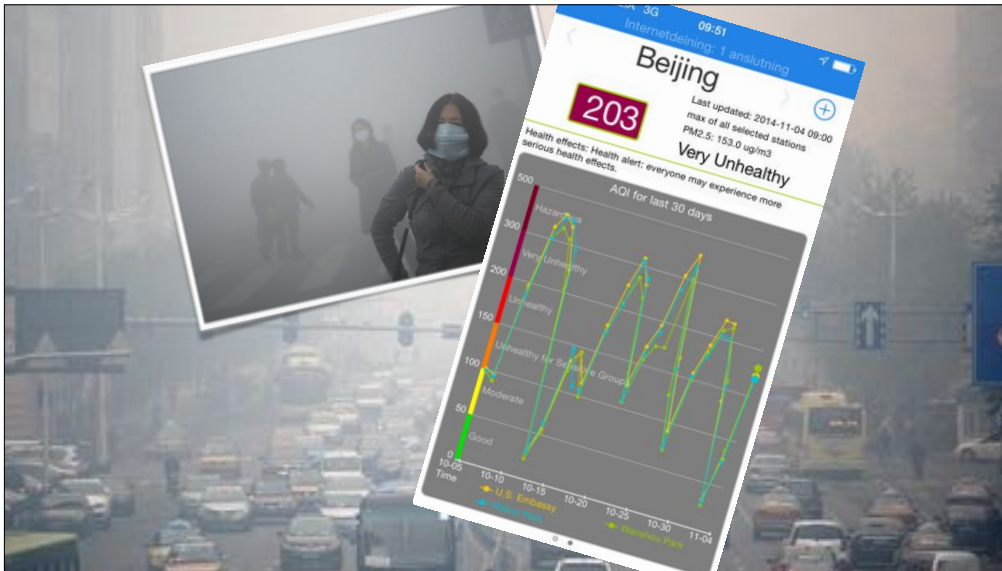 3G
09:51
Internetdelning: 1 anslutning
Beijing
203
Last updated: 2014-11-04 09:00
max of all selected stations
PM2.5: 153.0 ug/m3
Very Unhealthy
Health effects: Health alert: everyone may experience more
serious health effects.
AQI for last 30 days
500
Hazardous
300
Very Unhealthy
200
Unhealthy
150
Unhealthy for Sensitive Groups
100
Moderate
50
Good
0
10-05
10-10
10-15
10-20
10-25
10-30
11-04
Time
U.S. Embassy
Wanshou Park